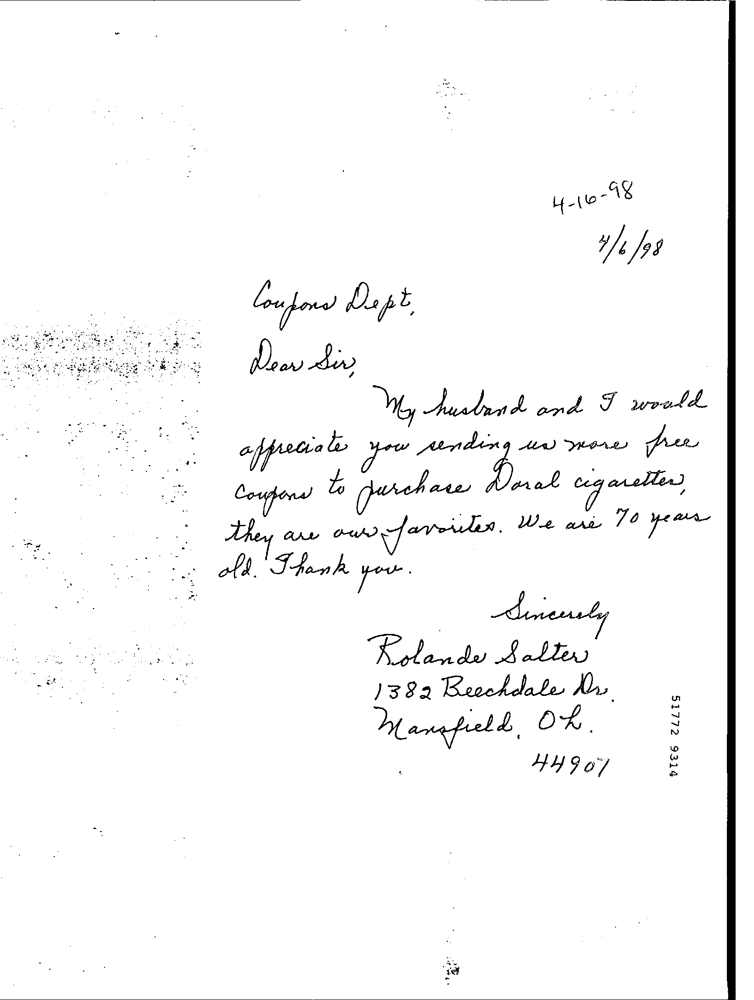 4-16-98
4/6/98
Coupons Dept,
Dear Sir,
My husband and I would
appreciate you sending us more free
coupons to purchase Doral cigarettes,
they are our favorites. We are 70 years
old. Thank you.
Sincerely
Rolande Salter
1382 Beechdale Dr.
Mansfield, Oh.
44907
51772 9314